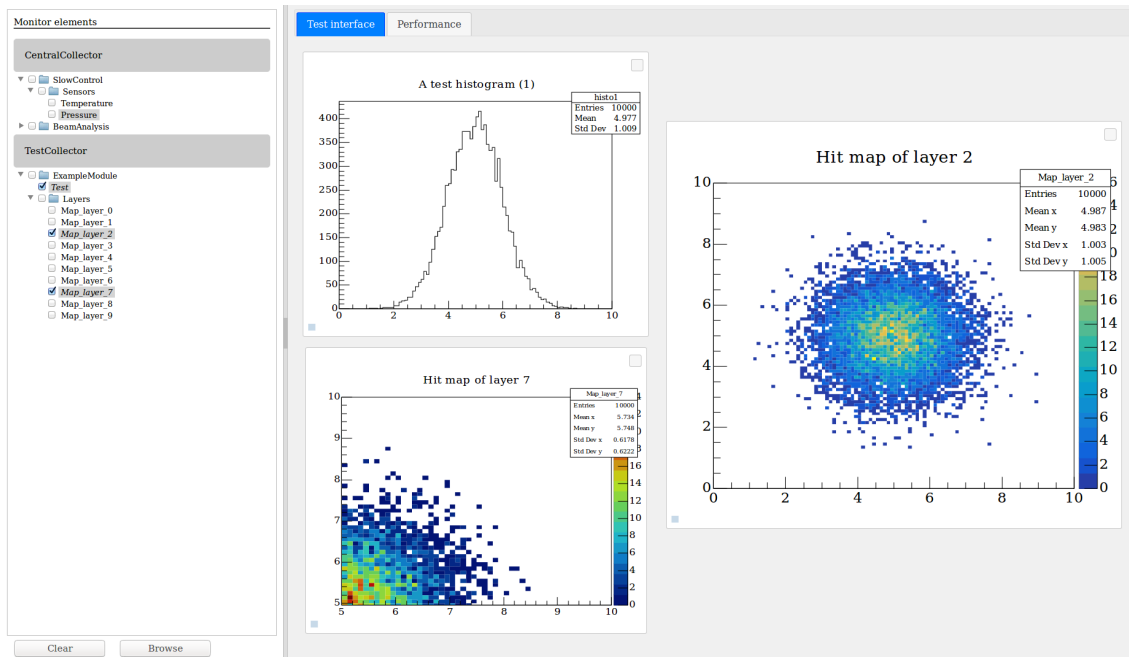 Monitor elements
CentralCollector
SlowControl
Sensors
Temperature
Pressure
BeamAnalysis
TestCollector
ExampleModule
Test
Layers
Map_layer_0
Map_layer_1
Map_layer_2
Map_layer_3
Map_layer_4
Map_layer_5
Map_layer_6
Map_layer_7
Map_layer_8
Map_layer_9
Clear Browse
Test interface Performance
A test histogram (1)
histo1
Entries 10000
Mean 4.977
Std Dev 1.009
400
350
300
250
200
150
100
50
0
0 2 4 6 8 10
Hit map of layer 7
Map_layer_7
Entries 10000
Mean x 5.734
Mean y 5.748
Std Dev x 0.6178
Std Dev y 0.6222
10
9
8
7
6
5
5 6 7 8 9 10
16
14
12
10
8
6
4
2
0
Hit map of layer 2
Map_layer_2
Entries 10000
Mean x 4.987
Mean y 4.983
Std Dev x 1.003
Std Dev y 1.005
10
8
6
4
2
0
0 2 4 6 8 10
18
16
14
12
10
8
6
4
2
0